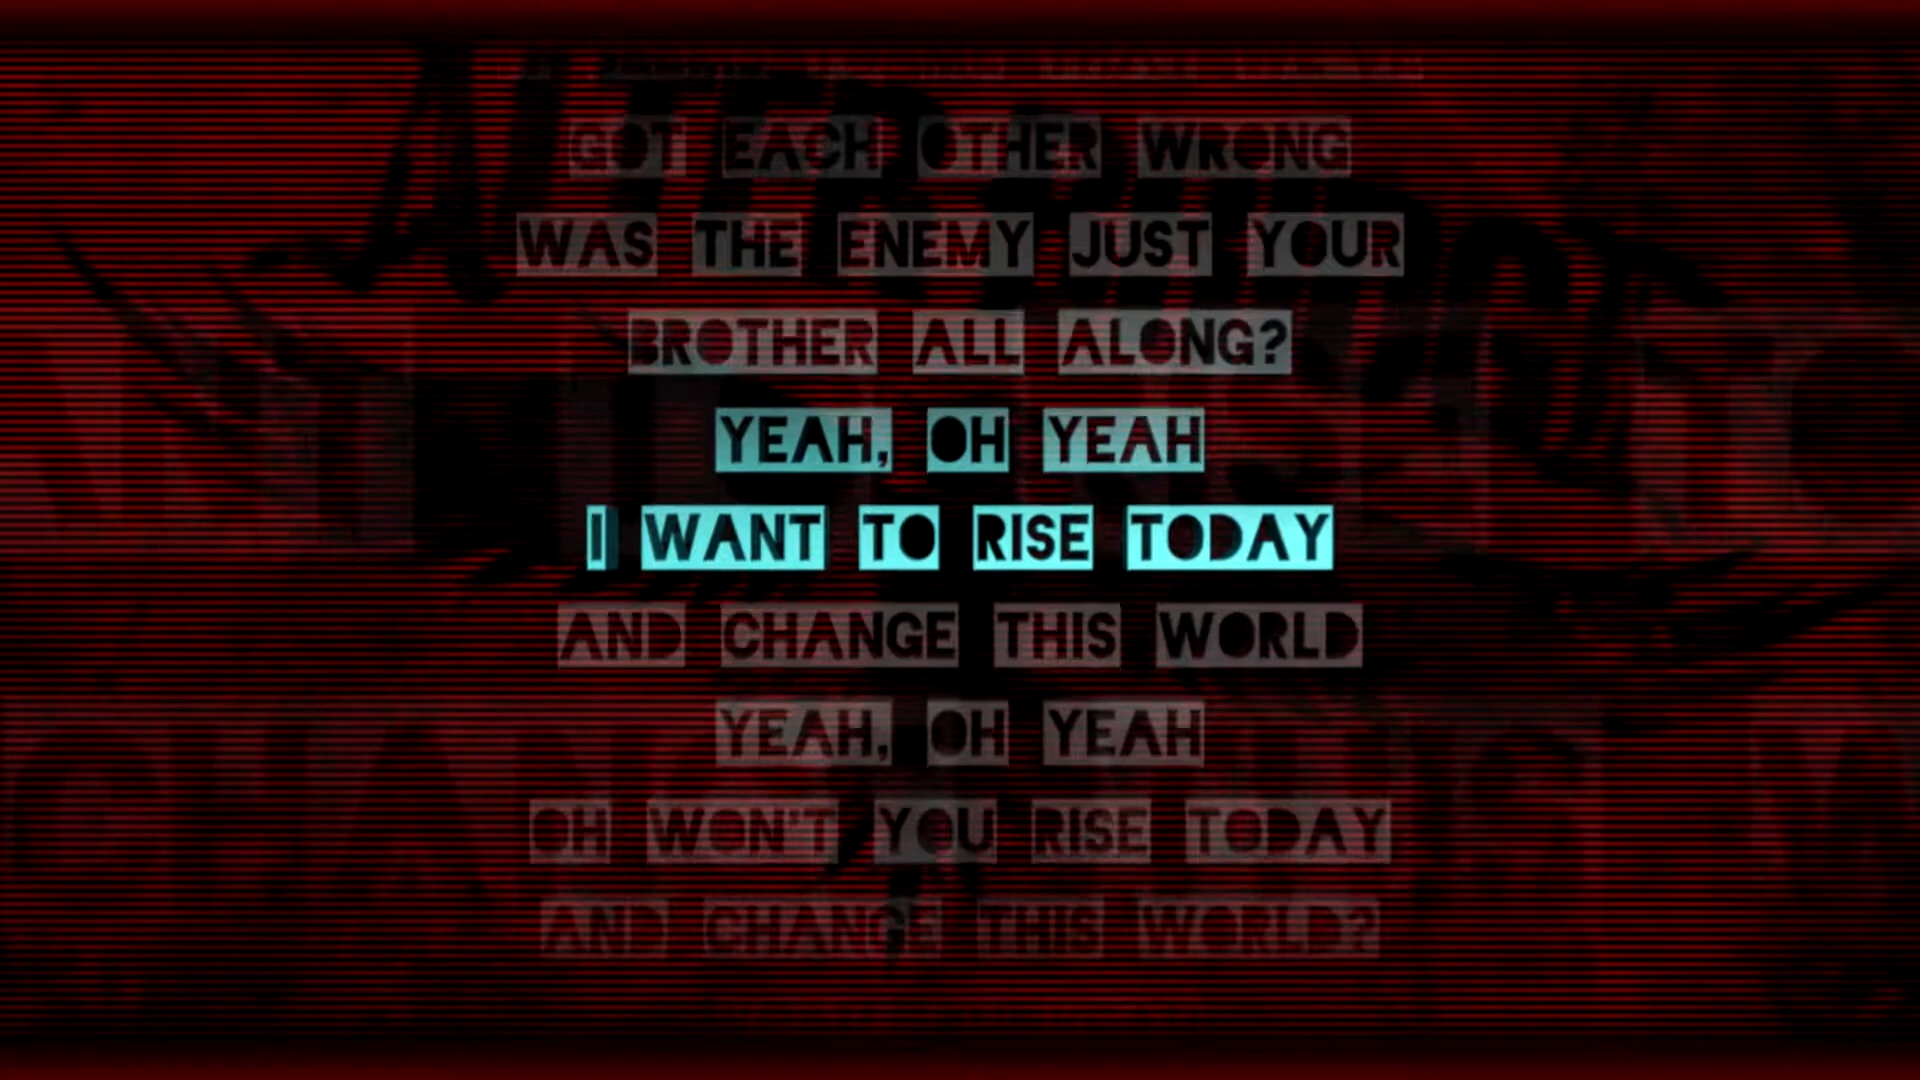 GOT EACH OTHER WRONG
WAS THE ENEMY JUST YOUR
BROTHER ALL ALONG?
YEAH, OH YEAH
I WANT TO RISE TODAY
AND CHANGE THIS WORLD
YEAH, OH YEAH
OH WON'T YOU RISE TODAY
AND CHANGE THIS WORLD?